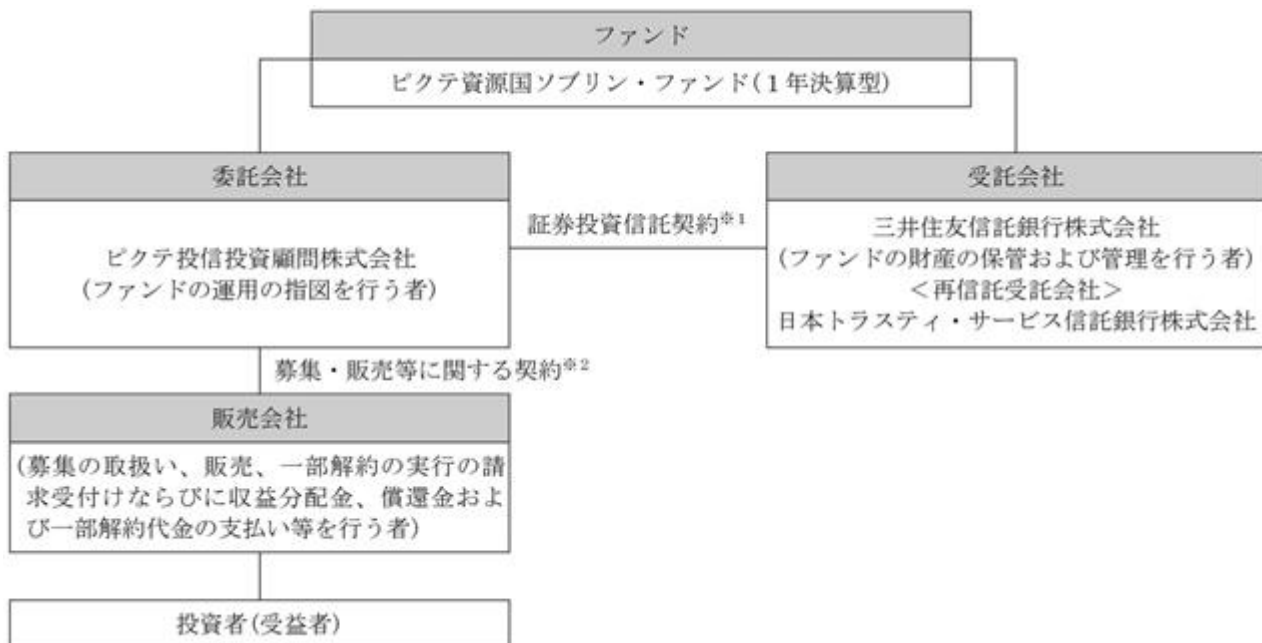 ファンド
ピクテ資源国ソブリン・ファンド(1年決算型)
委託会社
ピクテ投信投資顧問株式会社
(ファンドの運用の指図を行う者)
証券投資信託契約※1
受託会社
三井住友信託銀行株式会社
(ファンドの財産の保管および管理を行う者)
<再信託受託会社>
日本トラスティ・サービス信託銀行株式会社
募集・販売等に関する契約※2
販売会社
(募集の取扱い、販売、一部解約の実行の請
求受付けならびに収益分配金、償還金およ
び一部解約代金の支払い等を行う者)
投資者(受益者)